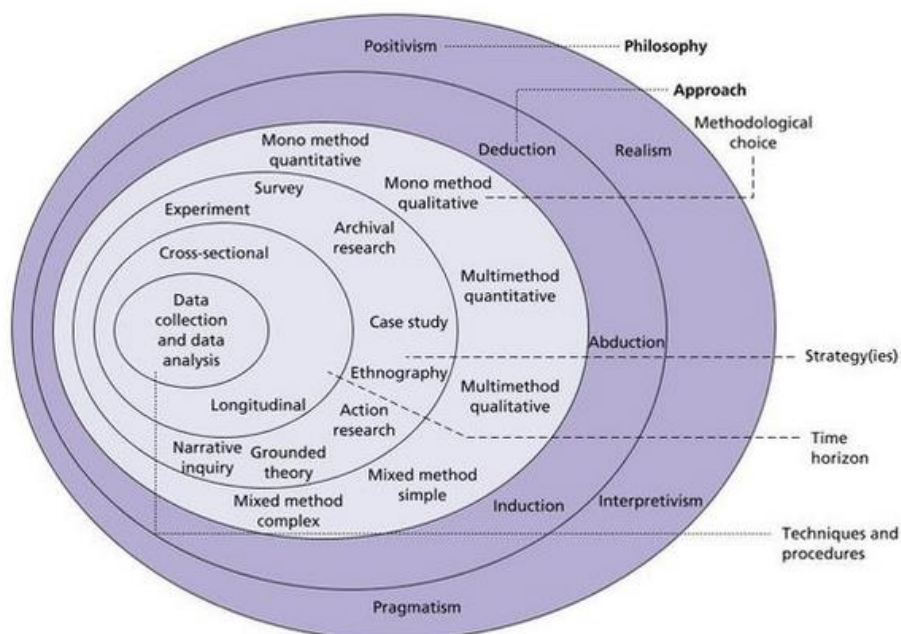 Positivism
Philosophy
Approach
Methodological
choice
Mono method
quantitative
Deduction
Realism
Survey
Mono method
qualitative
Experiment
Archival
research
Cross-sectional
Multimethod
quantitative
Data
collection
and data
analysis
Case study
Abduction
Strategy(ies)
Ethnography
Multimethod
qualitative
Longitudinal
Action
research
Time
horizon
Narrative
inquiry
Grounded
theory
Mixed method
simple
Mixed method
complex
Induction
Interpretivism
Techniques and
procedures
Pragmatism